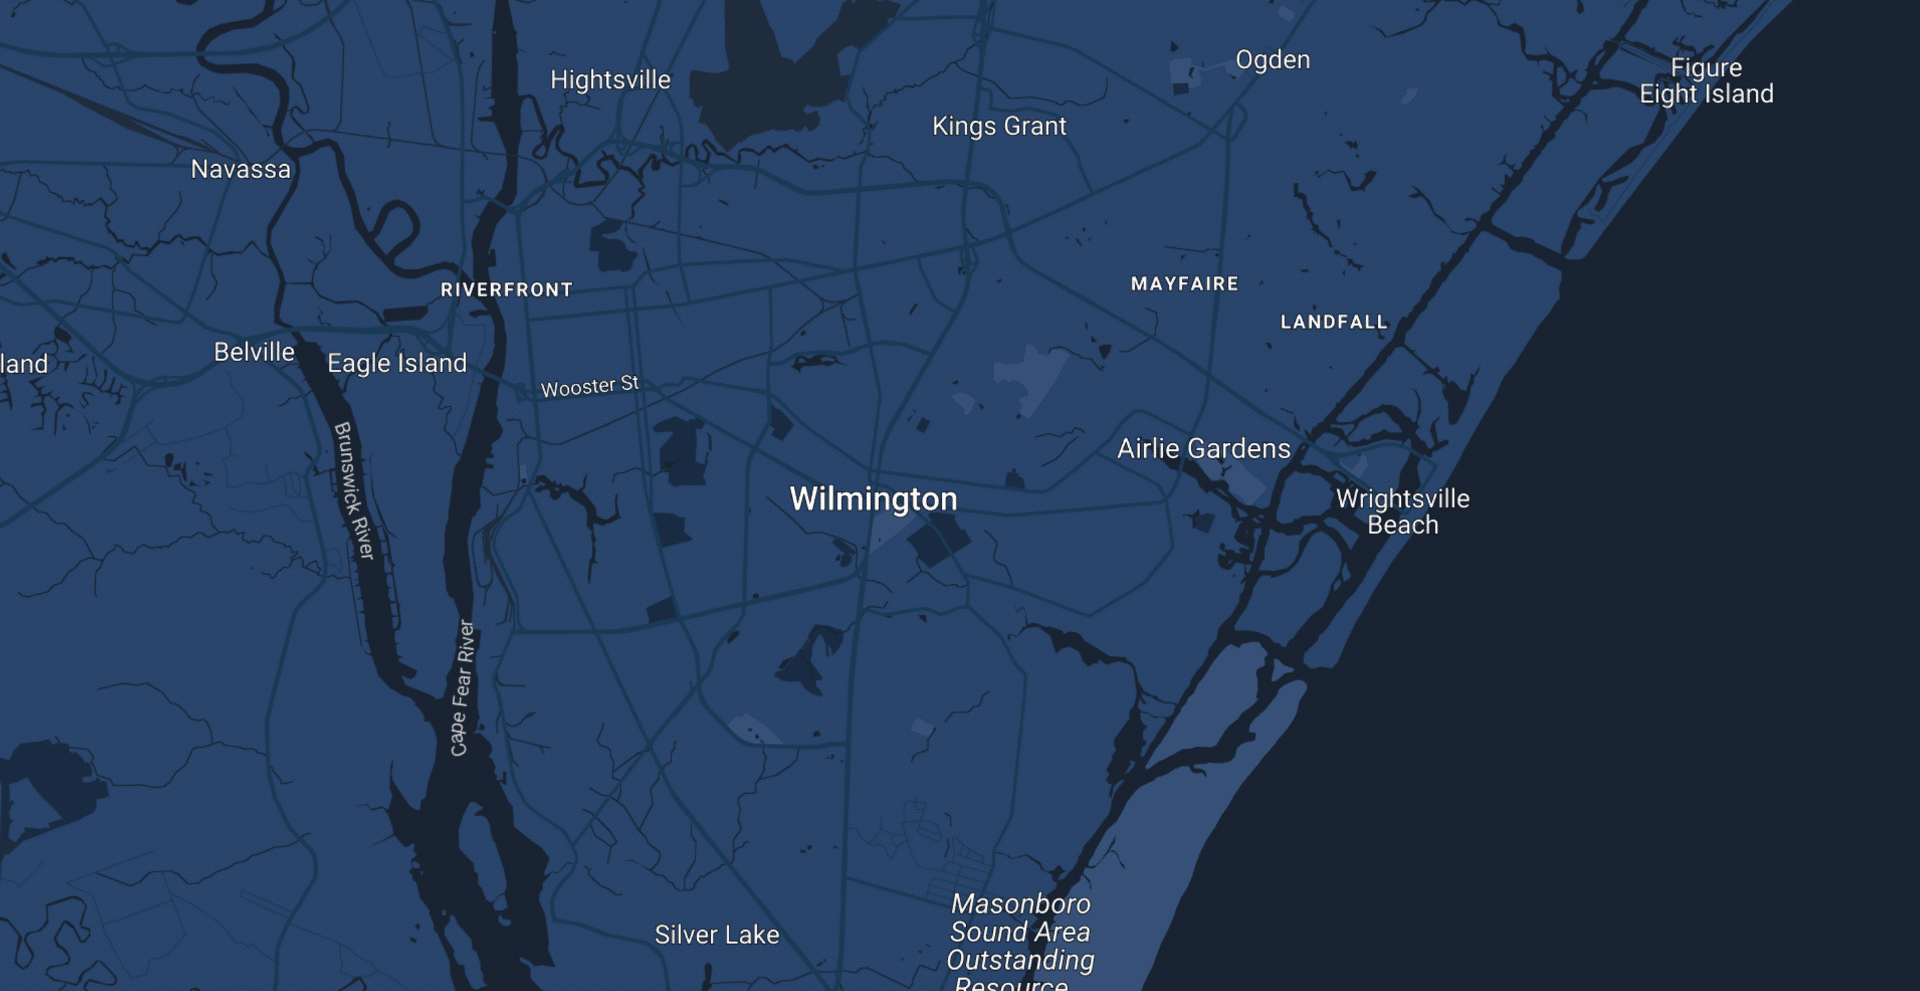 Ogden
Figure
Eight Island
Hightsville
Kings Grant
Navassa
RIVERFRONT
MAYFAIRE
LANDFALL
Belville
Eagle Island
land
Wooster St
Brunswick River
Airlie Gardens
Wilmington
Wrightsville
Beach
Cape Fear River
Silver Lake
Masonboro
Sound Area
Outstanding
Resource